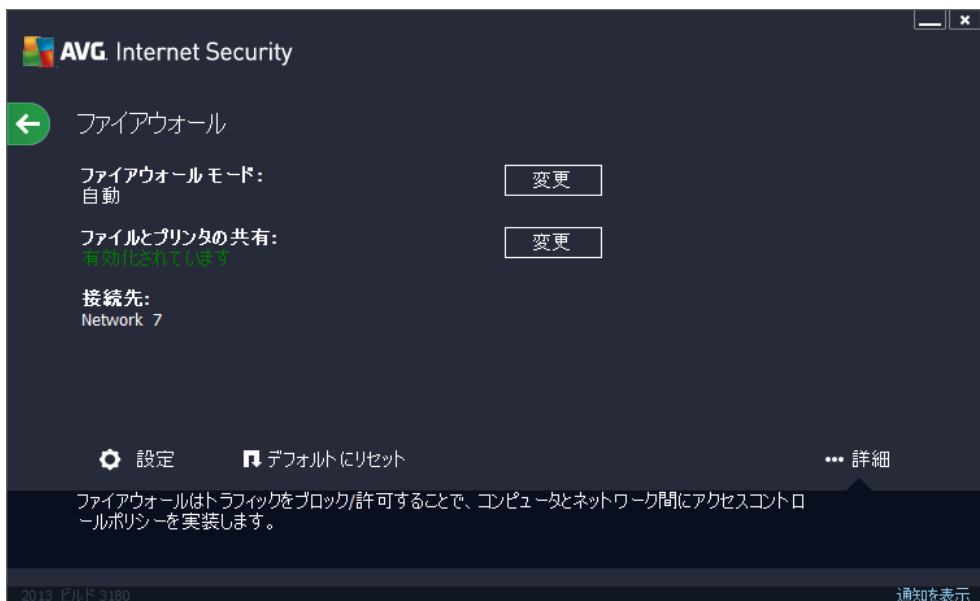 AVG. Internet Security
ファイアウォール
ファイアウォール モード:
自動
変更
ファイルとプリンタの共有:
有効化されています
変更
接続先:
Network 7
設定
デフォルトにリセット
詳細
ファイアウォールはトラフィックをブロック/許可することで、コンピュータとネットワーク間にアクセスコントロ
ールポリシーを実装します。
2013 ビルド 3180
通知を表示